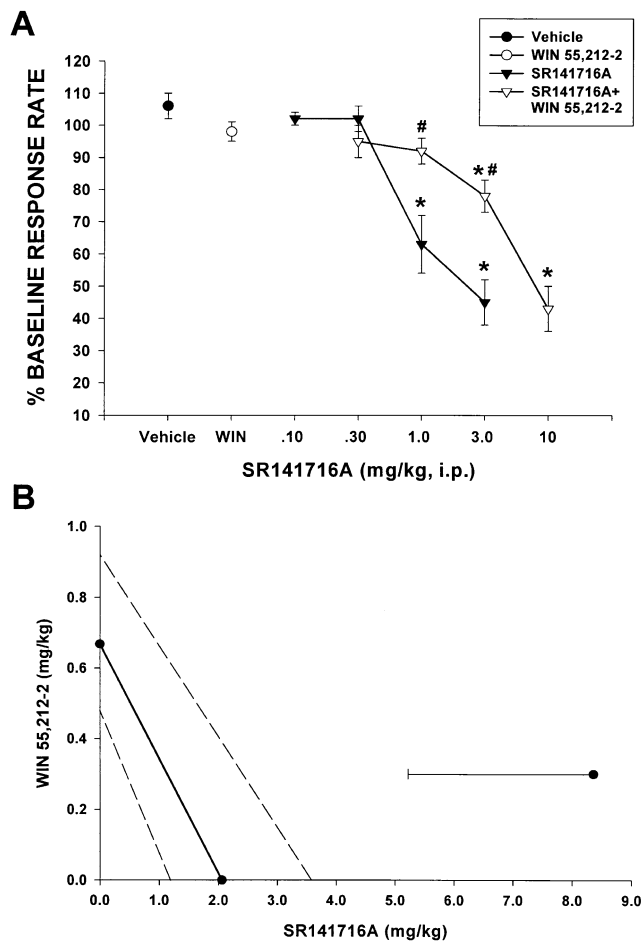 A
Vehicle
WIN 55,212-2
SR141716A
SR141716A+
WIN 55,212-2
% BASELINE RESPONSE RATE
120
110
100
90
80
70
60
50
40
30
20
10
#
*#
*
*
*
Vehicle WIN .10 .30 1.0 3.0 10
SR141716A (mg/kg, i.p.)
B
WIN 55,212-2 (mg/kg)
1.0
0.8
0.6
0.4
0.2
0.0
0.0 1.0 2.0 3.0 4.0 5.0 6.0 7.0 8.0 9.0
SR141716A (mg/kg)